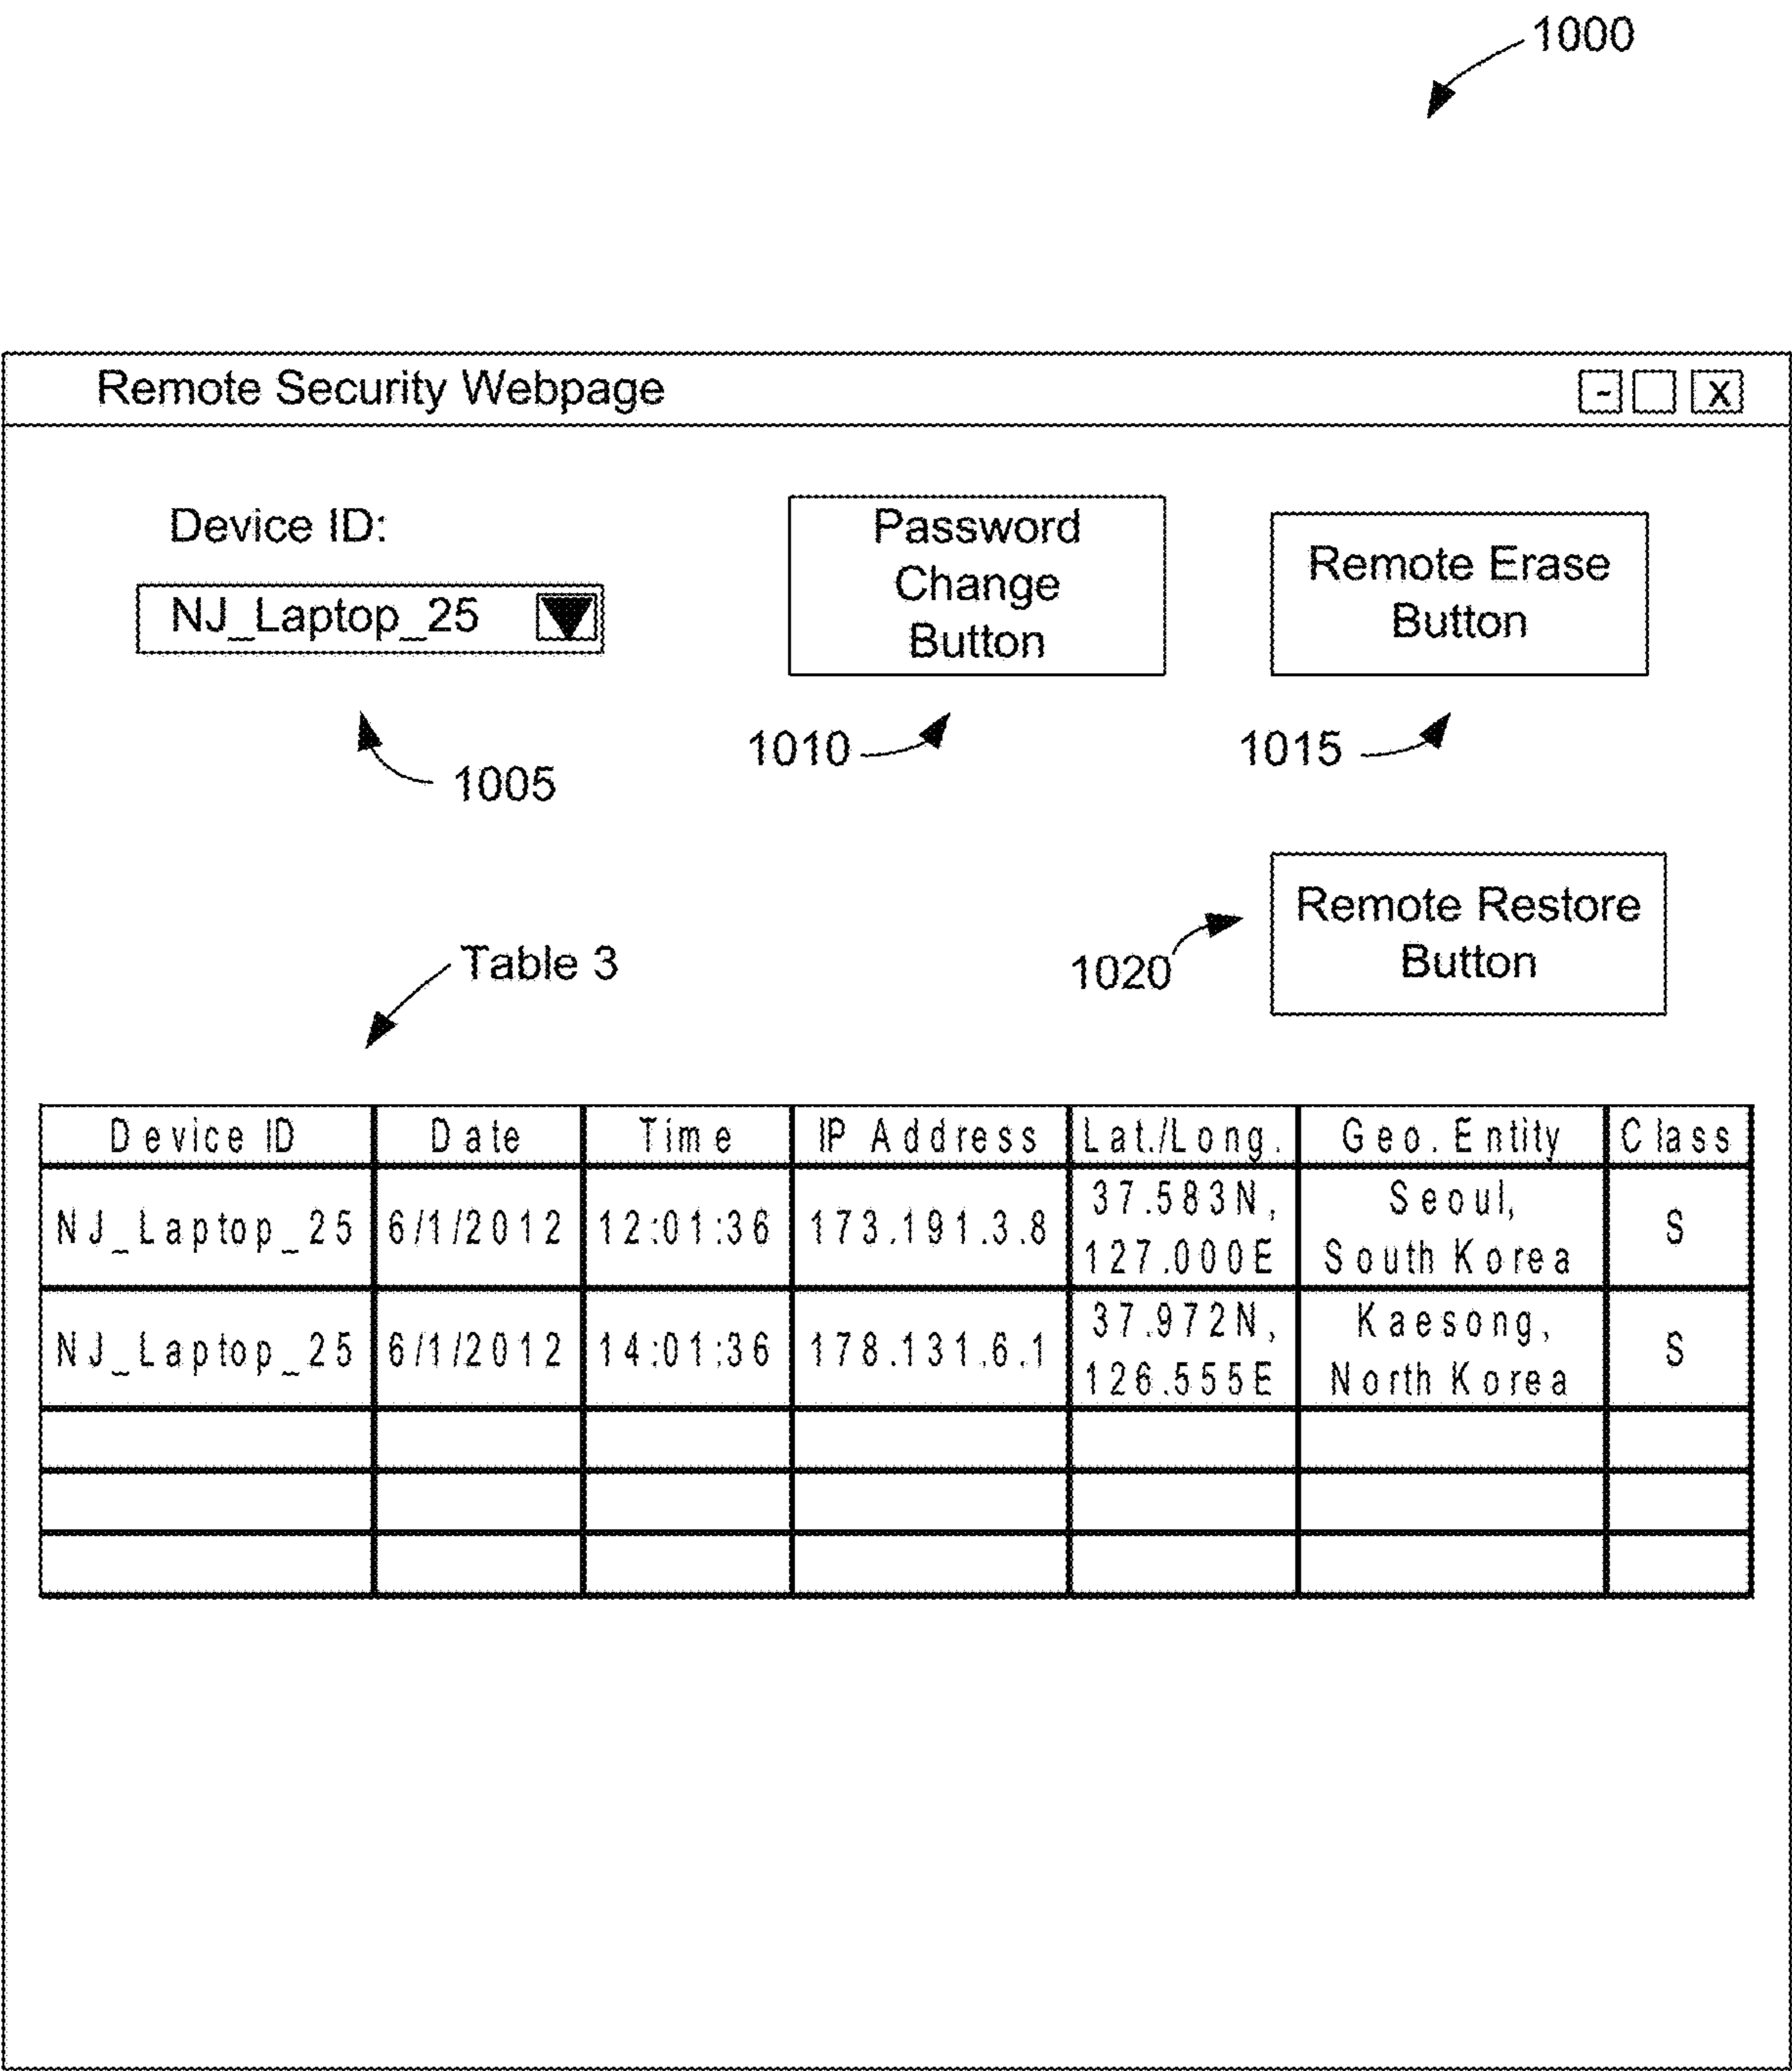 1000
Remote Security Webpage
- X
Device ID:
NJ_Laptop_25
Password
Change
Button
Remote Erase
Button
1005
1010
1015
Remote Restore
Button
1020
Table 3
Device ID Date Time IP Address Lat./Long. Geo. Entity Class
NJ_Laptop_25 6/1/2012 12:01:36 173.191.3.8 37.583N, 127.000E Seoul, South Korea S
NJ_Laptop_25 6/1/2012 14:01:36 178.131.6.1 37.972N, 126.555E Kaesong, North Korea S